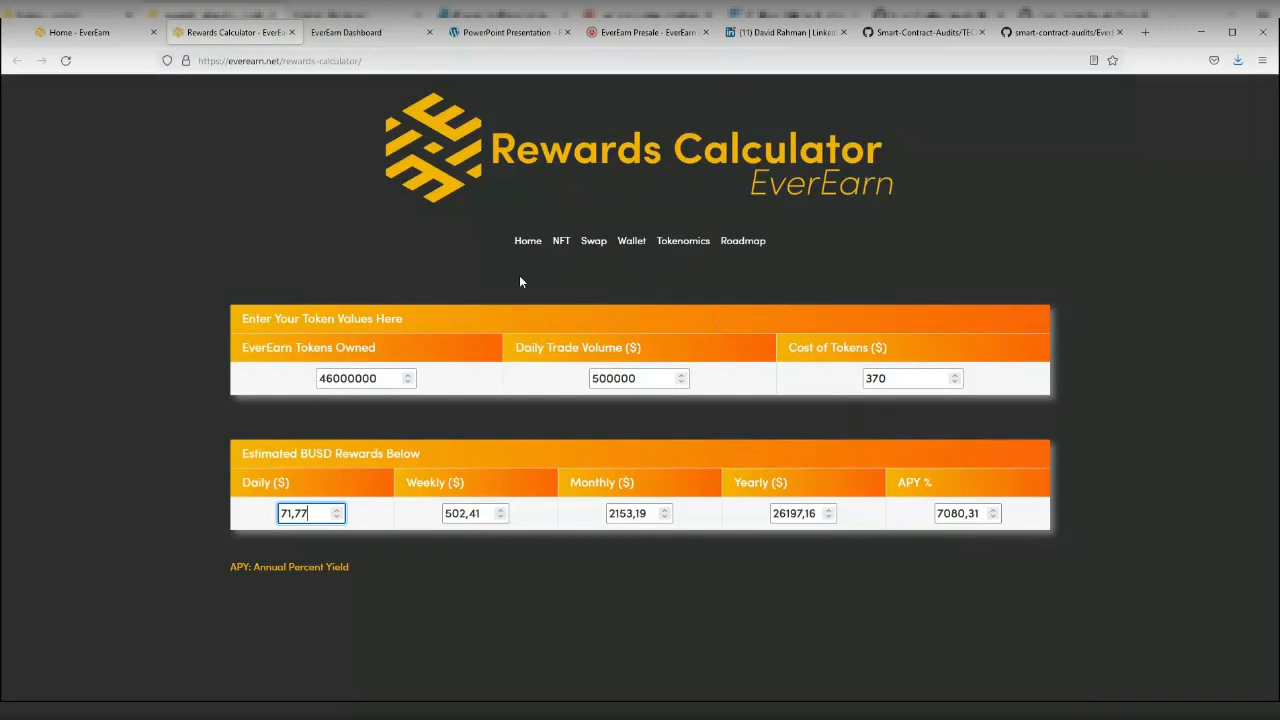 Home - EverEarn
Rewards Calculator - EverEa
EverEarn Dashboard
PowerPoint Presentation - E
EverEarn Presale - EverEarn
(11) David Rahman | Linked
Smart-Contract-Audits/TEC
smart-contract-audits/Ever
https://everearn.net/rewards-calculator/
Rewards Calculator
EverEarn
Home NFT Swap Wallet Tokenomics Roadmap
Enter Your Token Values Here
EverEarn Tokens Owned Daily Trade Volume ($) Cost of Tokens ($)
46000000 500000 370
Estimated BUSD Rewards Below
Daily ($) Weekly ($) Monthly ($) Yearly ($) APY %
71,77 502,41 2153,19 26197,16 7080,31
APY: Annual Percent Yield